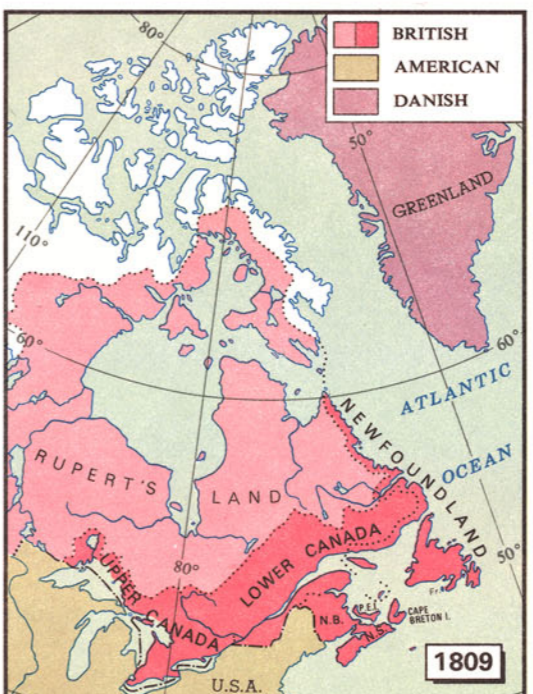 80°
BRITISH
AMERICAN
DANISH
50°
GREENLAND
110°
60°
60°
ATLANTIC
OCEAN
NEWFOUNDLAND
RUPERT'S
LAND
LOWER CANADA
UPPER CANADA
80°
50°
Fr.
P.E.I.
CAPE
BRETON I.
N.B.
N.S.
1809
U.S.A.